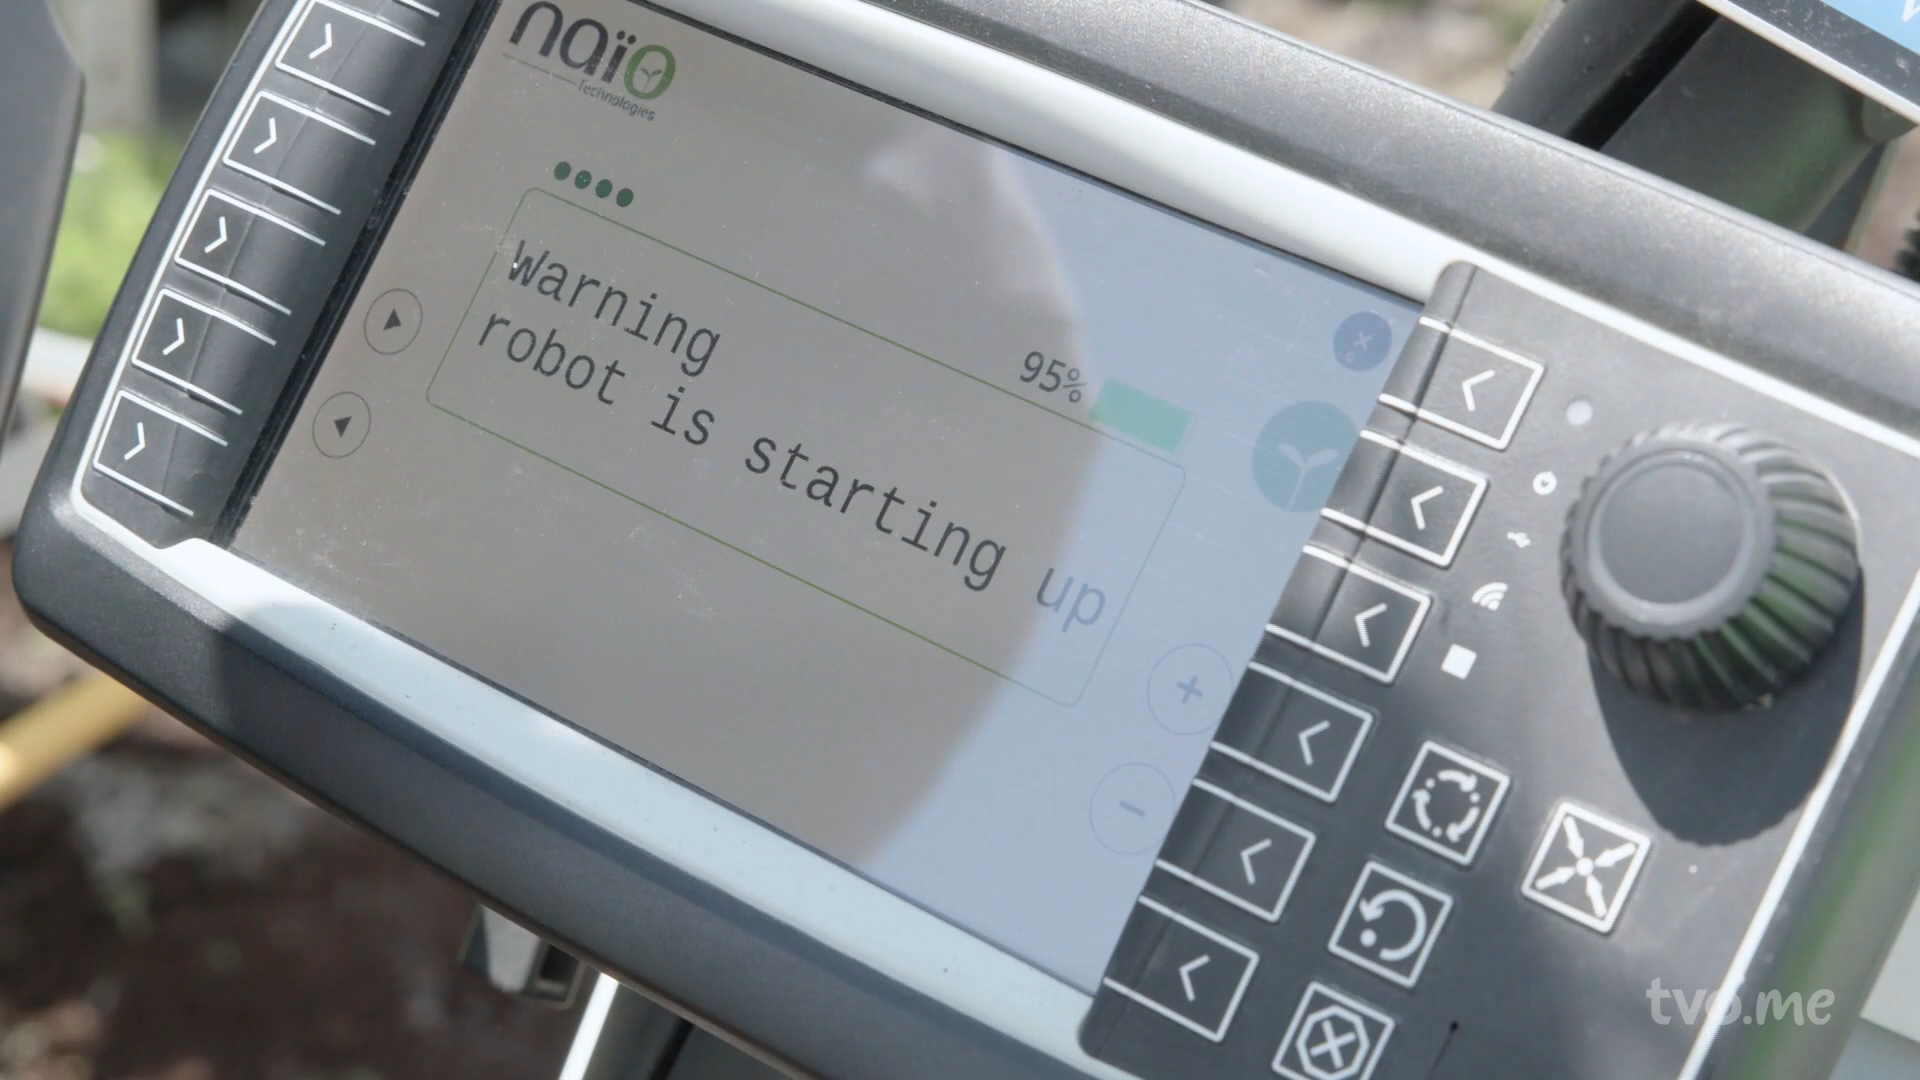 naïo
Technologies
95%
Warning
robot is starting up
tvo.me